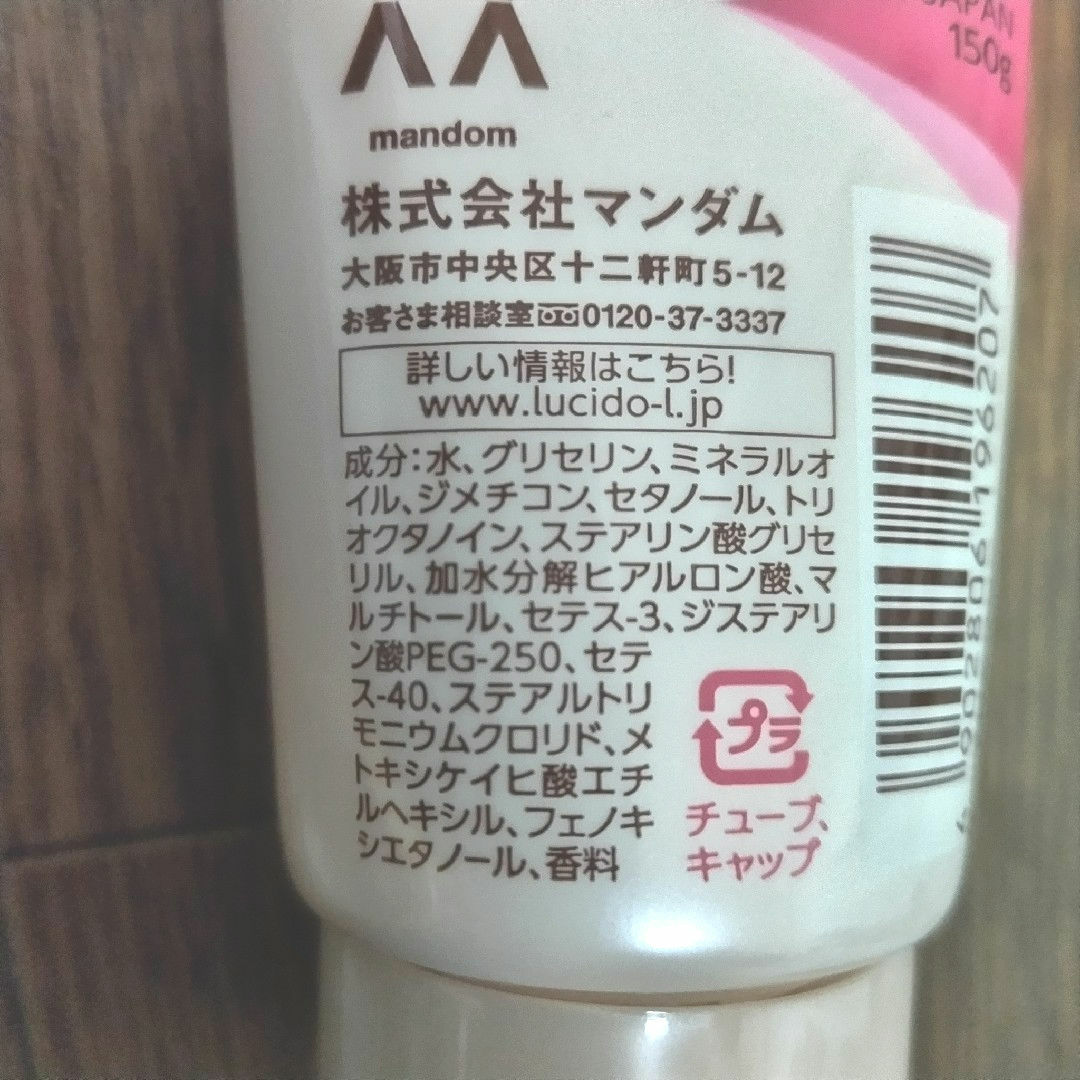 JAPAN
150g
mandom
株式会社マンダム
大阪市中央区十二軒町5-12
お客さま相談室0120-37-3337
詳しい情報はこちら!
www.lucido-l.jp
成分:水、グリセリン、ミネラルオ
イル、ジメチコン、セタノール、トリ
オクタノイン、ステアリン酸グリセ
リル、加水分解ヒアルロン酸、マ
ルチトール、セテス-3、ジステアリ
ン酸PEG-250、セテ
ス-40、ステアルトリ
モニウムクロリド、メ
トキシケイヒ酸エチ
ルヘキシル、フェノキ
シエタノール、香料
プラ
チューブ、
キャップ
4902806196207